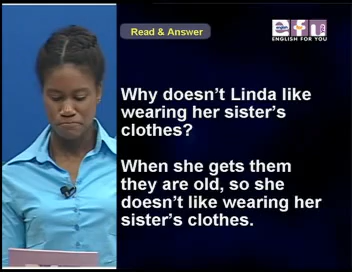 Read & Answer
efu
ENGLISH FOR YOU
Why doesn't Linda like
wearing her sister's
clothes?
When she gets them
they are old, so she
doesn't like wearing her
sister's clothes.